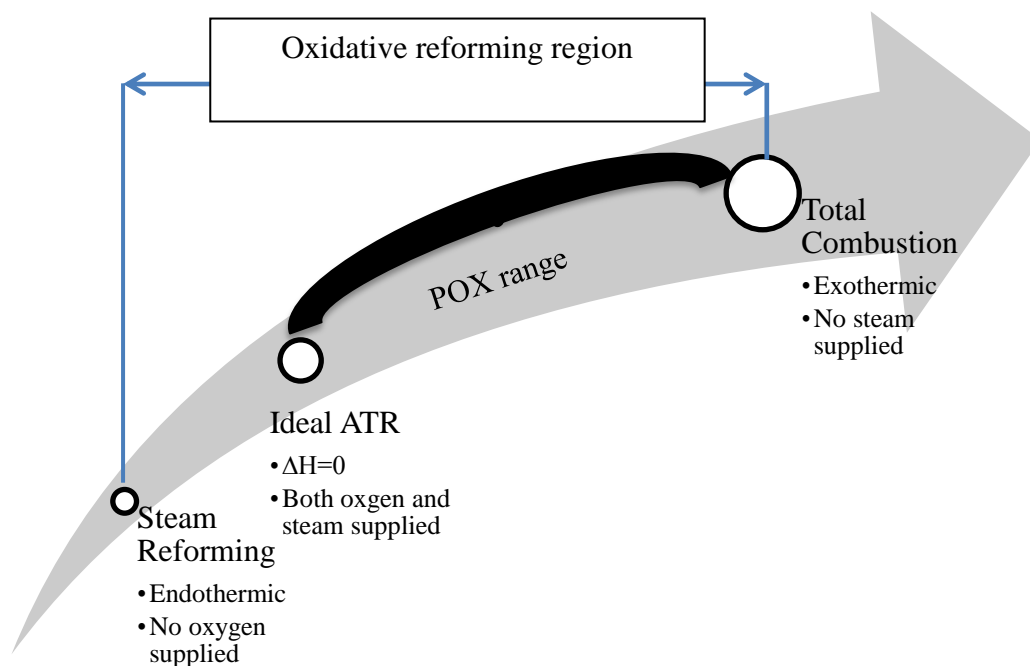 Oxidative reforming region
POX range
Total
Combustion
•Exothermic
•No steam
supplied
Ideal ATR
•ΔH=0
•Both oxgen and
steam supplied
Steam
Reforming
•Endothermic
•No oxygen
supplied